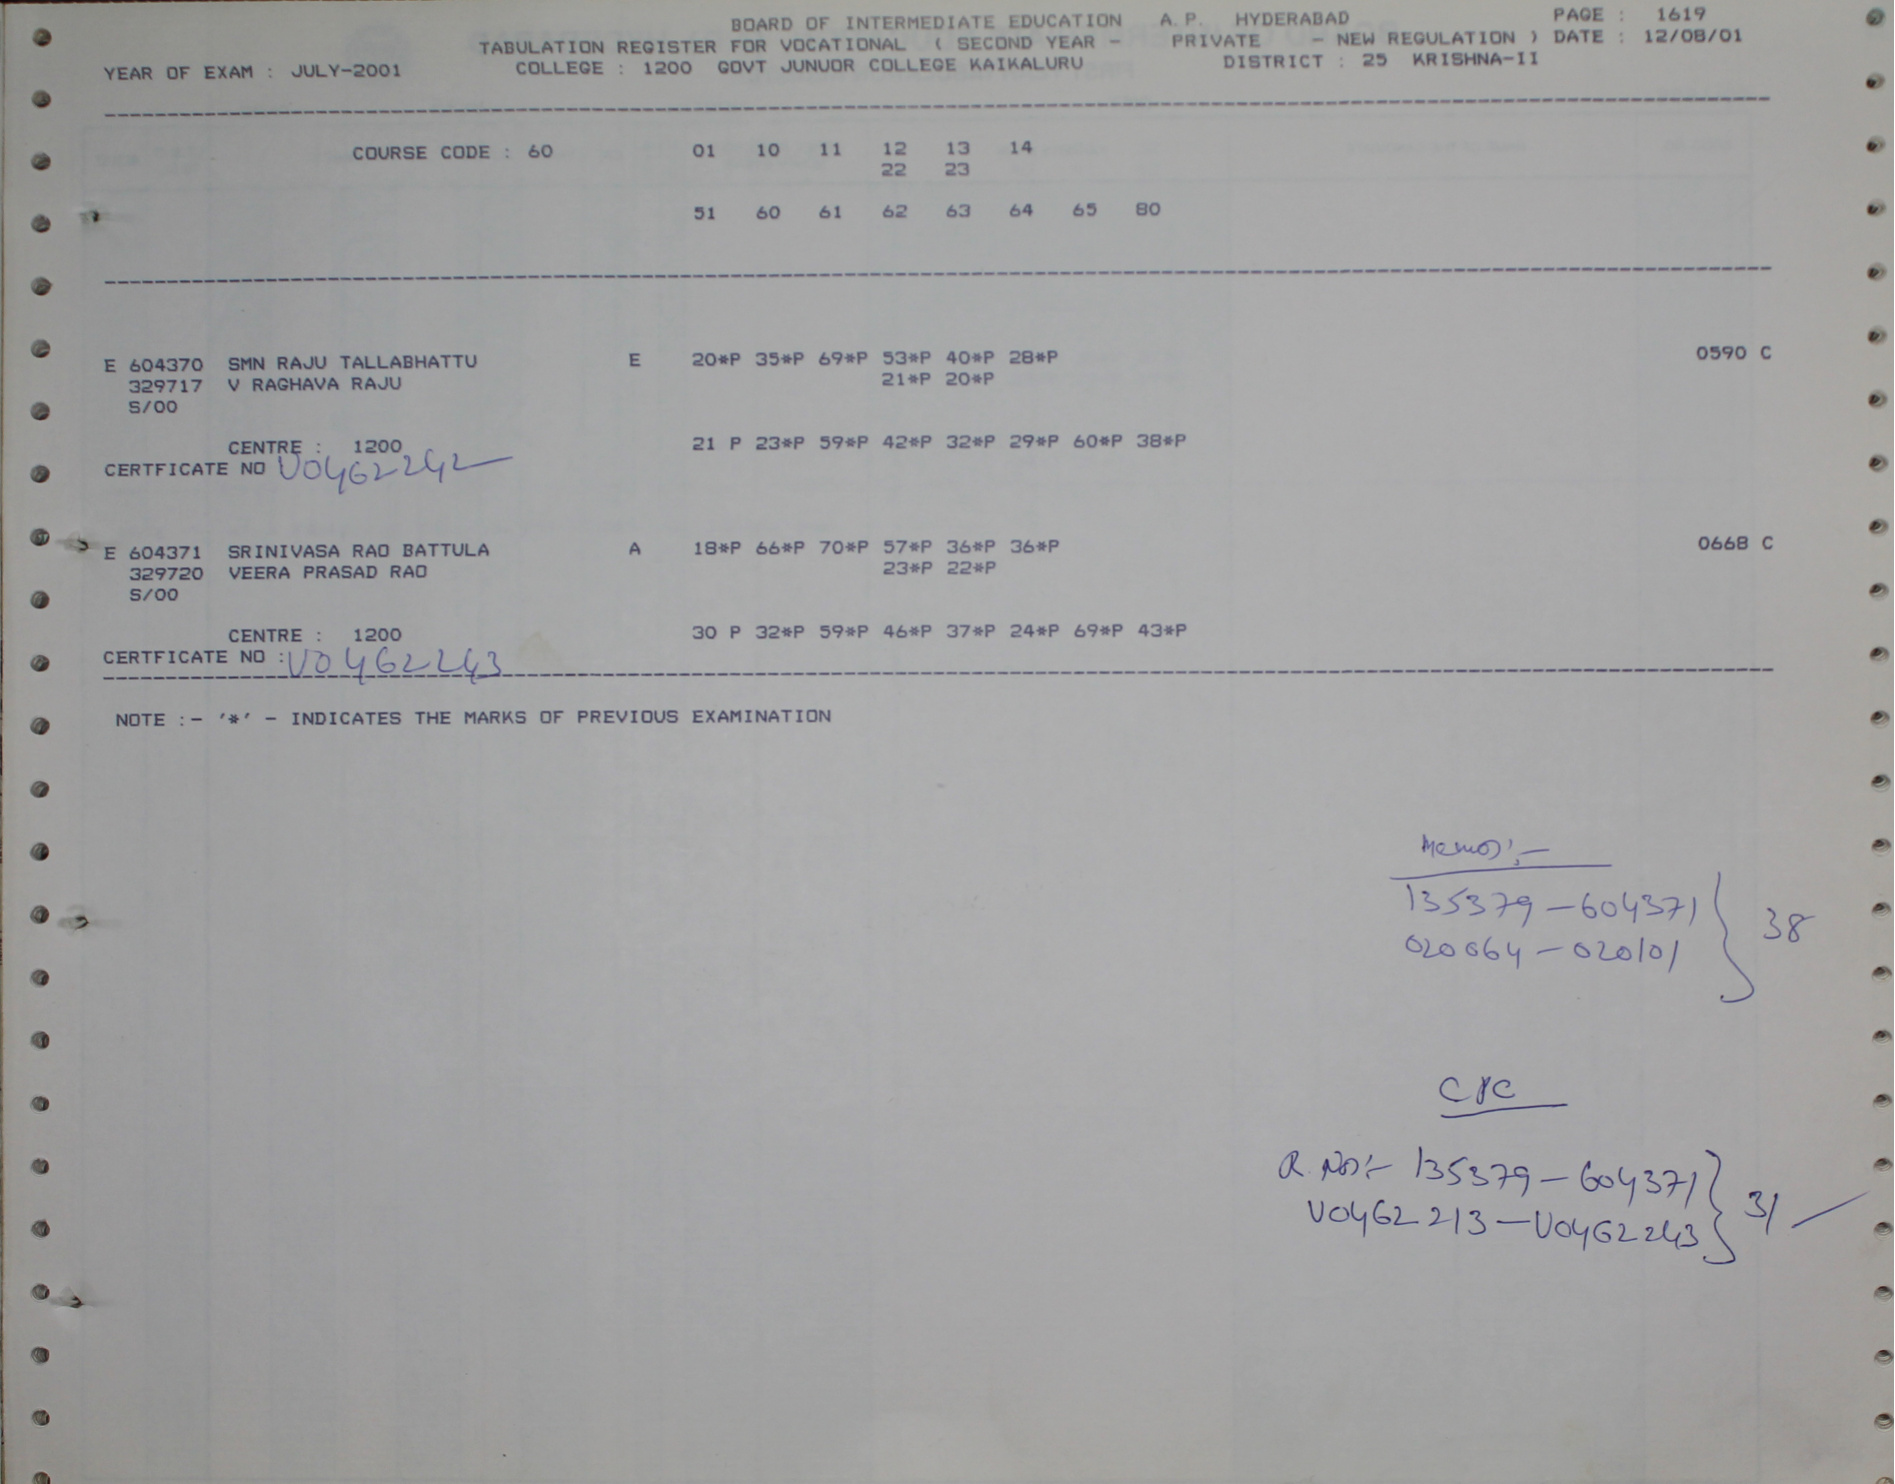 BOARD OF INTERMEDIATE EDUCATION A.P. HYDERABAD PAGE : 1619
TABULATION REGISTER FOR VOCATIONAL ( SECOND YEAR - PRIVATE - NEW REGULATION ) DATE : 12/08/01
YEAR OF EXAM : JULY-2001 COLLEGE : 1200 GOVT JUNUOR COLLEGE KAIKALURU DISTRICT : 25 KRISHNA-II
COURSE CODE : 60 01 10 11 12 13 14
22 23
51 60 61 62 63 64 65 80
E 604370 SMN RAJU TALLABHATTU E 20*P 35*P 69*P 53*P 40*P 28*P 0590 C
329717 V RAGHAVA RAJU 21*P 20*P
S/00
CENTRE : 1200 21 P 23*P 59*P 42*P 32*P 29*P 60*P 38*P
CERTFICATE NO V0462242
E 604371 SRINIVASA RAO BATTULA A 18*P 66*P 70*P 57*P 36*P 36*P 0668 C
329720 VEERA PRASAD RAO 23*P 22*P
S/00
CENTRE : 1200 30 P 32*P 59*P 46*P 37*P 24*P 69*P 43*P
CERTFICATE NO : V0462243
NOTE :- '*' - INDICATES THE MARKS OF PREVIOUS EXAMINATION
Memos:-
135379 - 604371
020064 - 020101 } 38
R. No:- 135379 - 604371
V0462213 - V0462243 } 31